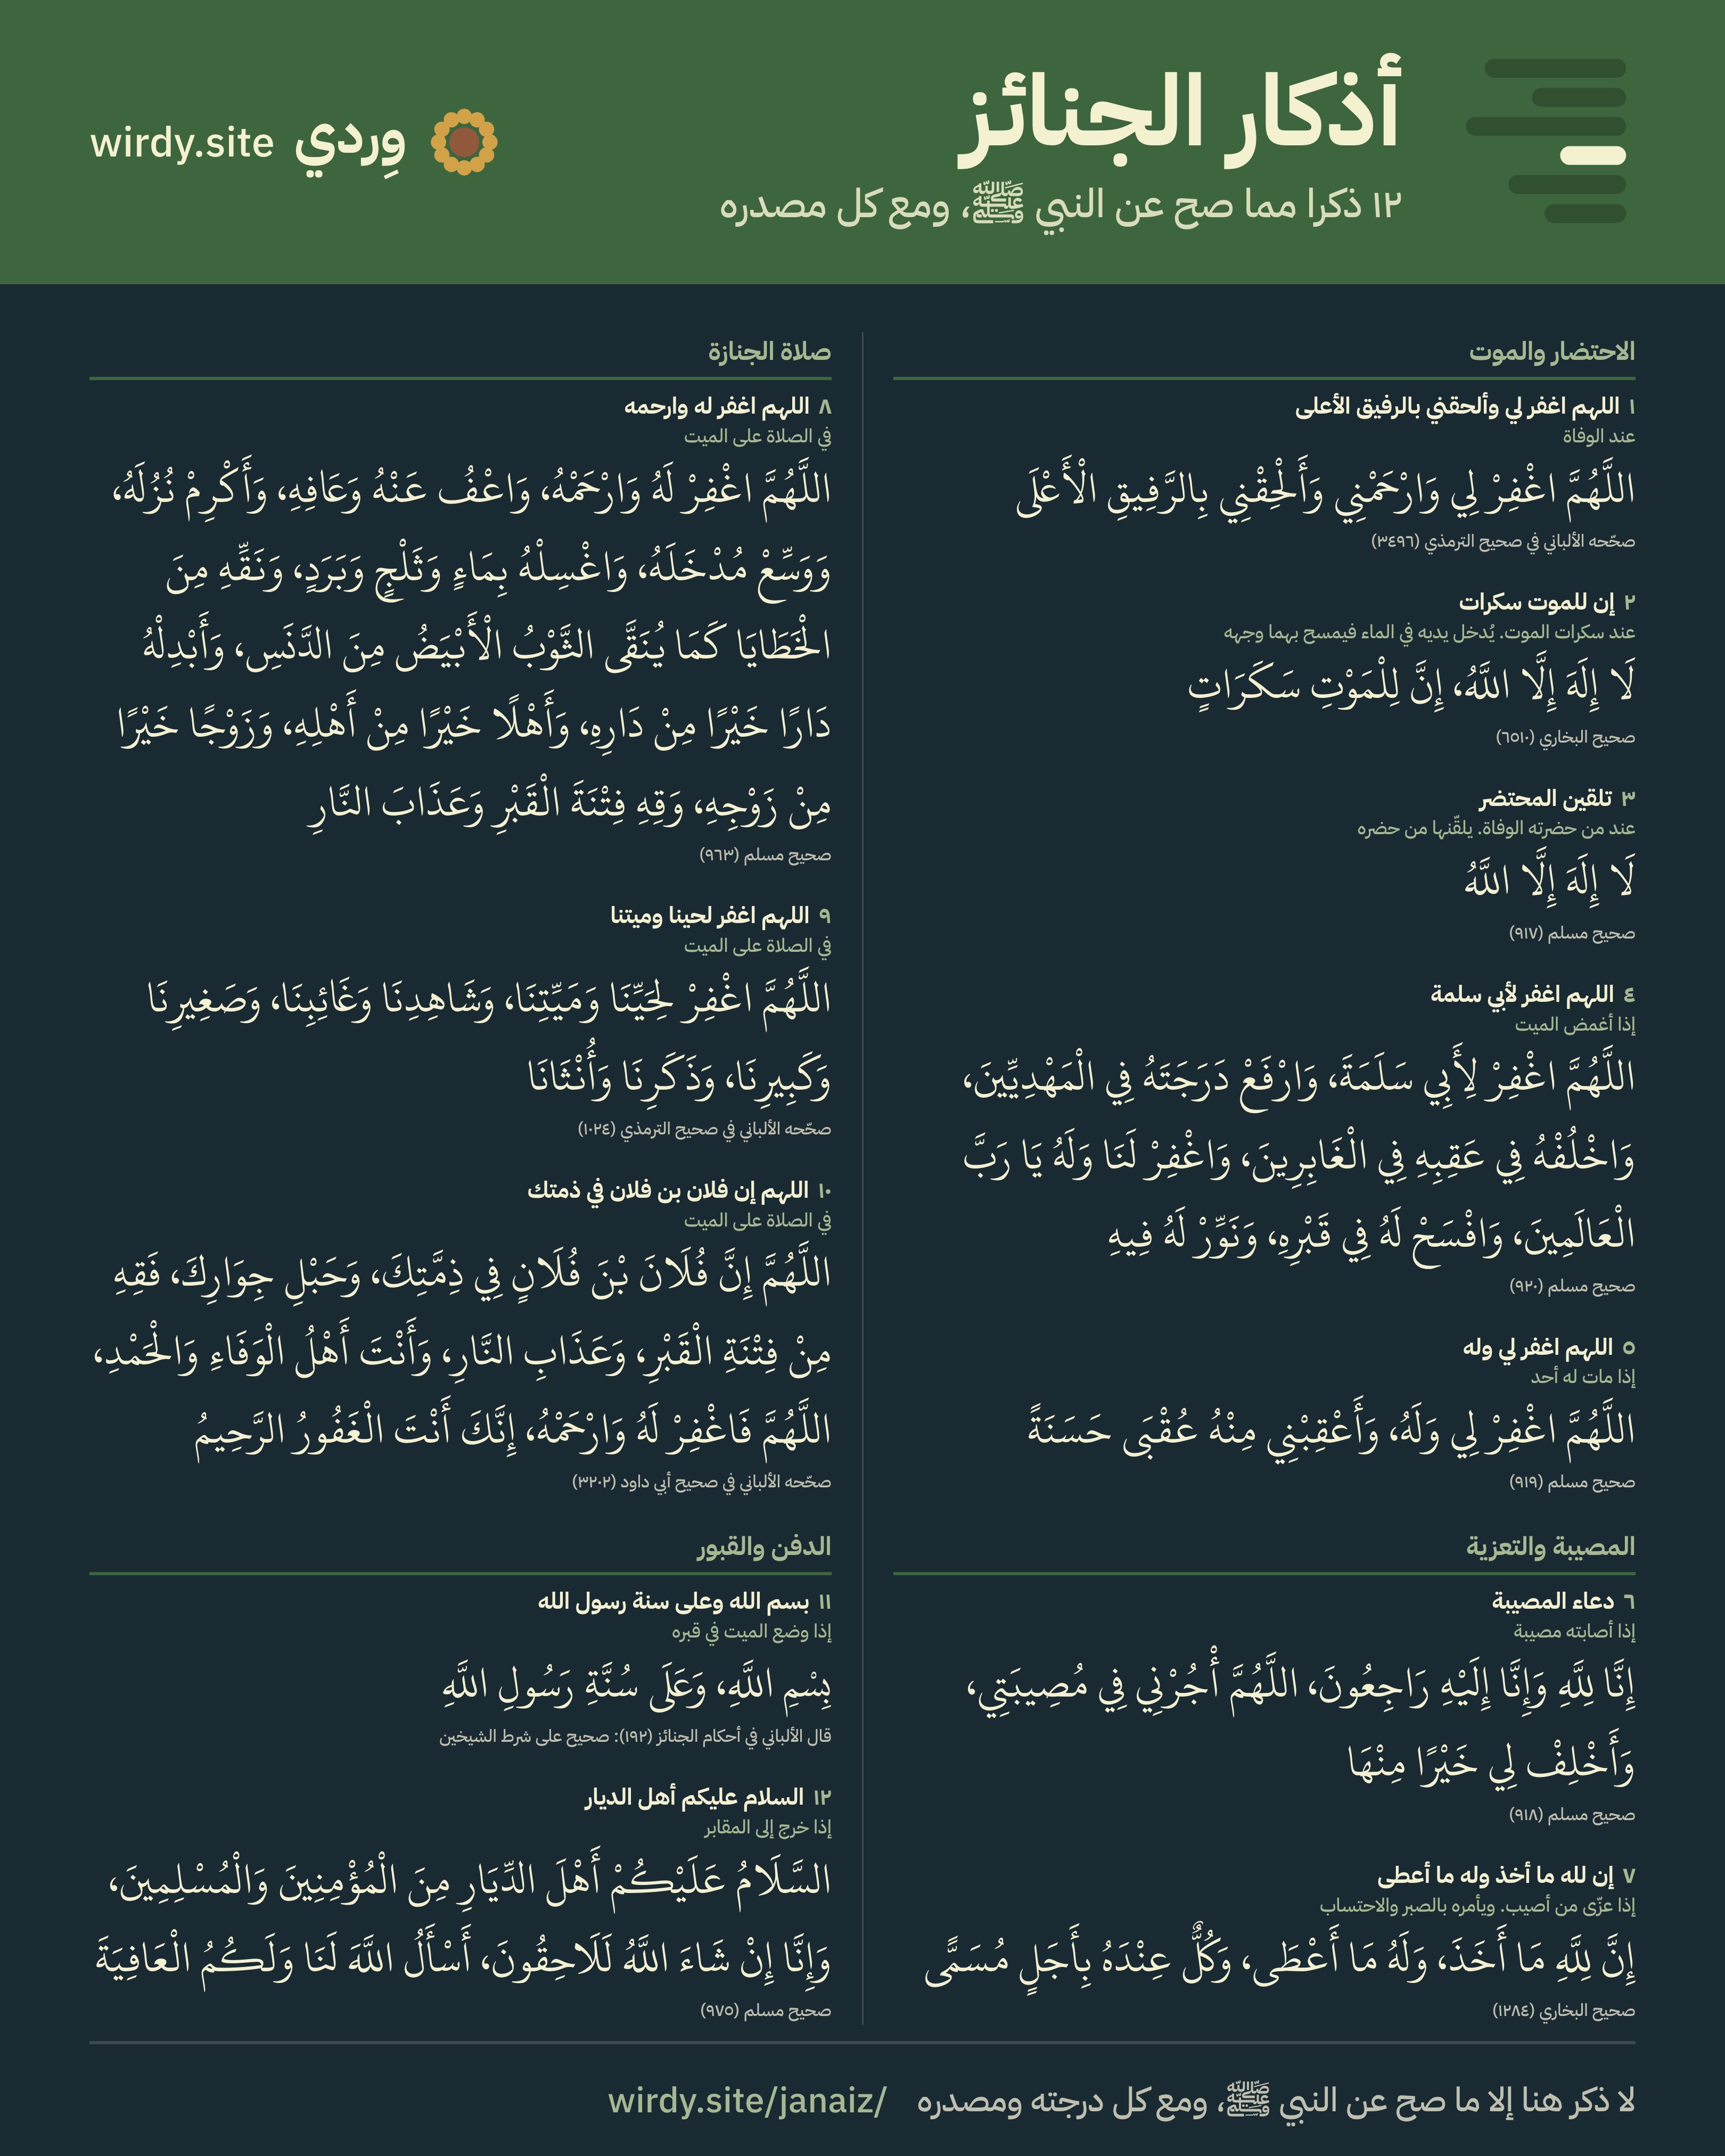 أذكار الجنائز
١٢ ذكرا مما صح عن النبي ﷺ، ومع كل مصدره
وِردي wirdy.site
الاحتضار والموت
١ اللهم اغفر لي وألحقني بالرفيق الأعلى
عند الوفاة
اللَّهُمَّ اغْفِرْ لِي وَارْحَمْنِي وَأَلْحِقْنِي بِالرَّفِيقِ الْأَعْلَى
صحّحه الألباني في صحيح الترمذي (٣٤٩٦)
٢ إن للموت سكرات
عند سكرات الموت. يُدخل يديه في الماء فيمسح بهما وجهه
لَا إِلَهَ إِلَّا اللَّهُ، إِنَّ لِلْمَوْتِ سَكَرَاتٍ
صحيح البخاري (٦٥١٠)
٣ تلقين المحتضر
عند من حضرته الوفاة. يلقّنها من حضره
لَا إِلَهَ إِلَّا اللَّهُ
صحيح مسلم (٩١٧)
٤ اللهم اغفر لأبي سلمة
إذا أغمض الميت
اللَّهُمَّ اغْفِرْ لِأَبِي سَلَمَةَ، وَارْفَعْ دَرَجَتَهُ فِي الْمَهْدِيِّينَ،
وَاخْلُفْهُ فِي عَقِبِهِ فِي الْغَابِرِينَ، وَاغْفِرْ لَنَا وَلَهُ يَا رَبَّ
الْعَالَمِينَ، وَافْسَحْ لَهُ فِي قَبْرِهِ، وَنَوِّرْ لَهُ فِيهِ
صحيح مسلم (٩٢٠)
٥ اللهم اغفر لي وله
إذا مات له أحد
اللَّهُمَّ اغْفِرْ لِي وَلَهُ، وَأَعْقِبْنِي مِنْهُ عُقْبَى حَسَنَةً
صحيح مسلم (٩١٩)
المصيبة والتعزية
٦ دعاء المصيبة
إذا أصابته مصيبة
إِنَّا لِلَّهِ وَإِنَّا إِلَيْهِ رَاجِعُونَ، اللَّهُمَّ أْجُرْنِي فِي مُصِيبَتِي،
وَأَخْلِفْ لِي خَيْرًا مِنْهَا
صحيح مسلم (٩١٨)
٧ إن لله ما أخذ وله ما أعطى
إذا عزّى من أصيب. ويأمره بالصبر والاحتساب
إِنَّ لِلَّهِ مَا أَخَذَ، وَلَهُ مَا أَعْطَى، وَكُلٌّ عِنْدَهُ بِأَجَلٍ مُسَمًّى
صحيح البخاري (١٢٨٤)
صلاة الجنازة
٨ اللهم اغفر له وارحمه
في الصلاة على الميت
اللَّهُمَّ اغْفِرْ لَهُ وَارْحَمْهُ، وَاعْفُ عَنْهُ وَعَافِهِ، وَأَكْرِمْ نُزُلَهُ،
وَوَسِّعْ مُدْخَلَهُ، وَاغْسِلْهُ بِمَاءٍ وَثَلْجٍ وَبَرَدٍ، وَنَقِّهِ مِنَ
الْخَطَايَا كَمَا يُنَقَّى الثَّوْبُ الْأَبْيَضُ مِنَ الدَّنَسِ، وَأَبْدِلْهُ
دَارًا خَيْرًا مِنْ دَارِهِ، وَأَهْلًا خَيْرًا مِنْ أَهْلِهِ، وَزَوْجًا خَيْرًا
مِنْ زَوْجِهِ، وَقِهِ فِتْنَةَ الْقَبْرِ وَعَذَابَ النَّارِ
صحيح مسلم (٩٦٣)
٩ اللهم اغفر لحينا وميتنا
في الصلاة على الميت
اللَّهُمَّ اغْفِرْ لِحَيِّنَا وَمَيِّتِنَا، وَشَاهِدِنَا وَغَائِبِنَا، وَصَغِيرِنَا
وَكَبِيرِنَا، وَذَكَرِنَا وَأُنْثَانَا
صحّحه الألباني في صحيح الترمذي (١٠٢٤)
١٠ اللهم إن فلان بن فلان في ذمتك
في الصلاة على الميت
اللَّهُمَّ إِنَّ فُلَانَ بْنَ فُلَانٍ فِي ذِمَّتِكَ، وَحَبْلِ جِوَارِكَ، فَقِهِ
مِنْ فِتْنَةِ الْقَبْرِ، وَعَذَابِ النَّارِ، وَأَنْتَ أَهْلُ الْوَفَاءِ وَالْحَمْدِ،
اللَّهُمَّ فَاغْفِرْ لَهُ وَارْحَمْهُ، إِنَّكَ أَنْتَ الْغَفُورُ الرَّحِيمُ
صحّحه الألباني في صحيح أبي داود (٣٢٠٢)
الدفن والقبور
١١ بسم الله وعلى سنة رسول الله
إذا وضع الميت في قبره
بِسْمِ اللَّهِ، وَعَلَى سُنَّةِ رَسُولِ اللَّهِ
قال الألباني في أحكام الجنائز (١٩٢): صحيح على شرط الشيخين
١٢ السلام عليكم أهل الديار
إذا خرج إلى المقابر
السَّلَامُ عَلَيْكُمْ أَهْلَ الدِّيَارِ مِنَ الْمُؤْمِنِينَ وَالْمُسْلِمِينَ،
وَإِنَّا إِنْ شَاءَ اللَّهُ لَلَاحِقُونَ، أَسْأَلُ اللَّهَ لَنَا وَلَكُمُ الْعَافِيَةَ
صحيح مسلم (٩٧٥)
لا ذكر هنا إلا ما صح عن النبي ﷺ، ومع كل درجته ومصدره wirdy.site/janaiz/